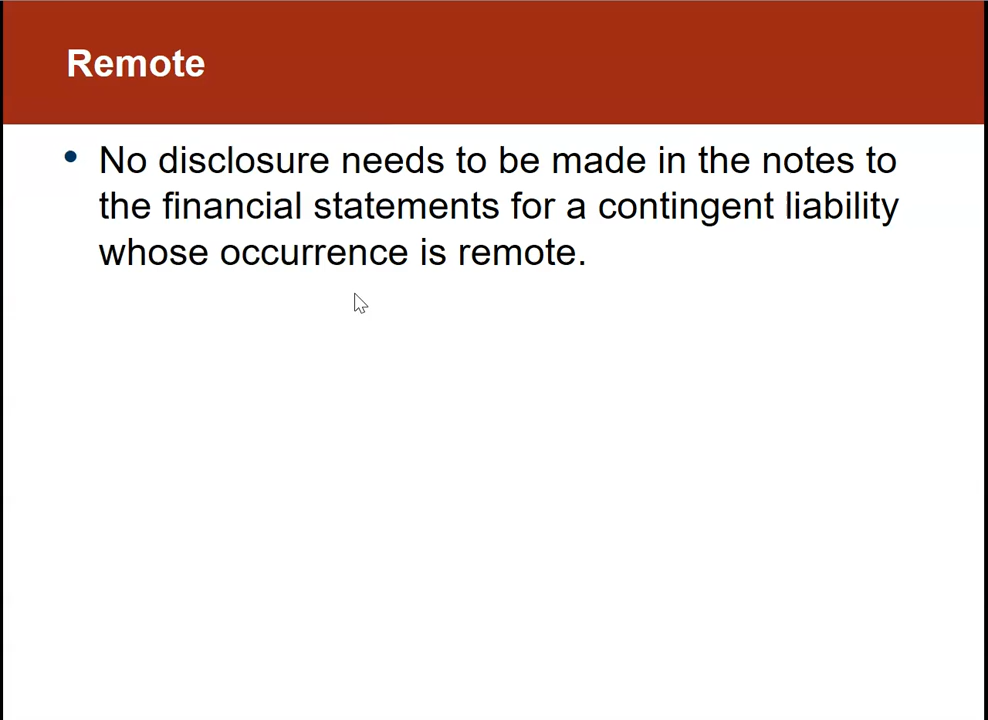 Remote
• No disclosure needs to be made in the notes to
the financial statements for a contingent liability
whose occurrence is remote.